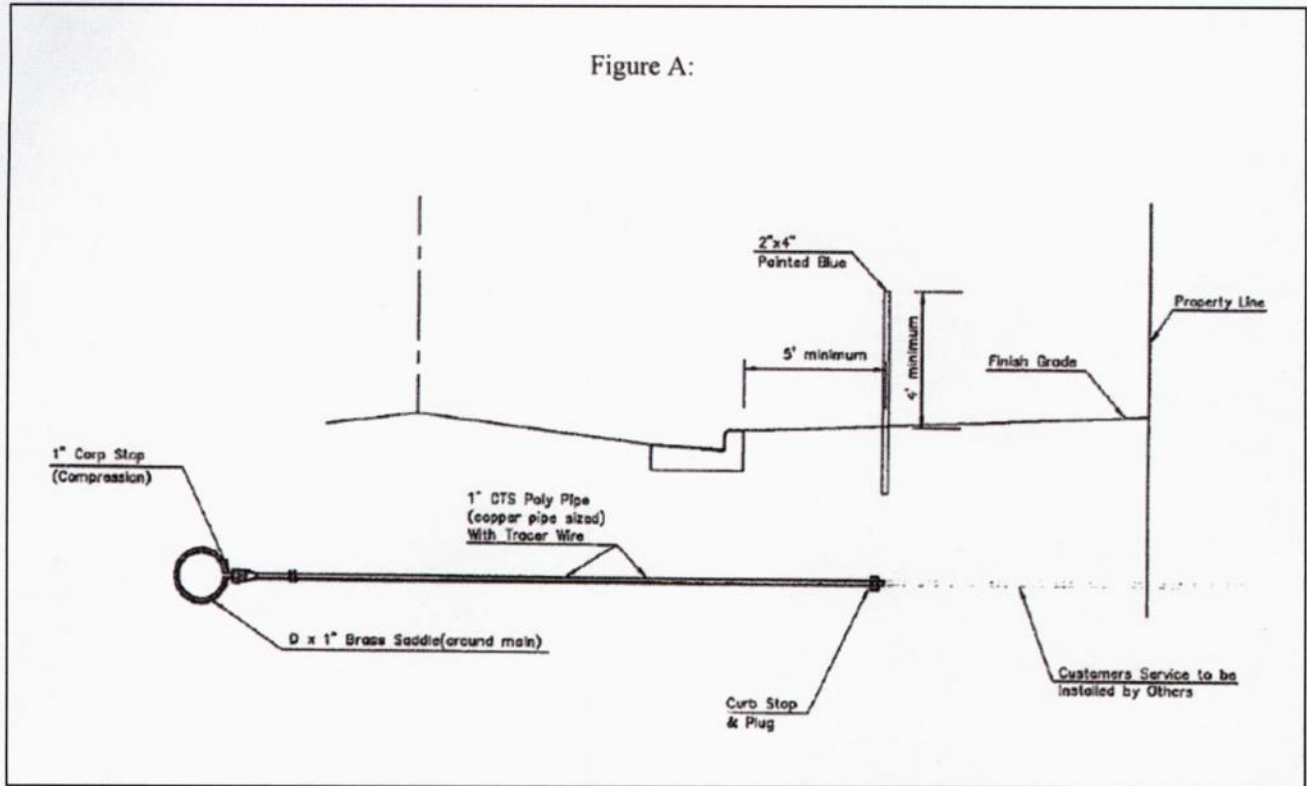 Figure A:
2"x4"
Painted Blue
Property Line
5' minimum
4' minimum
Finish Grade
1" Corp Stop
(Compression)
1" CTS Poly Pipe
(copper pipe sized)
With Tracer Wire
D x 1" Brass Saddle(around main)
Curb Stop
& Plug
Customers Service to be
Installed by Others